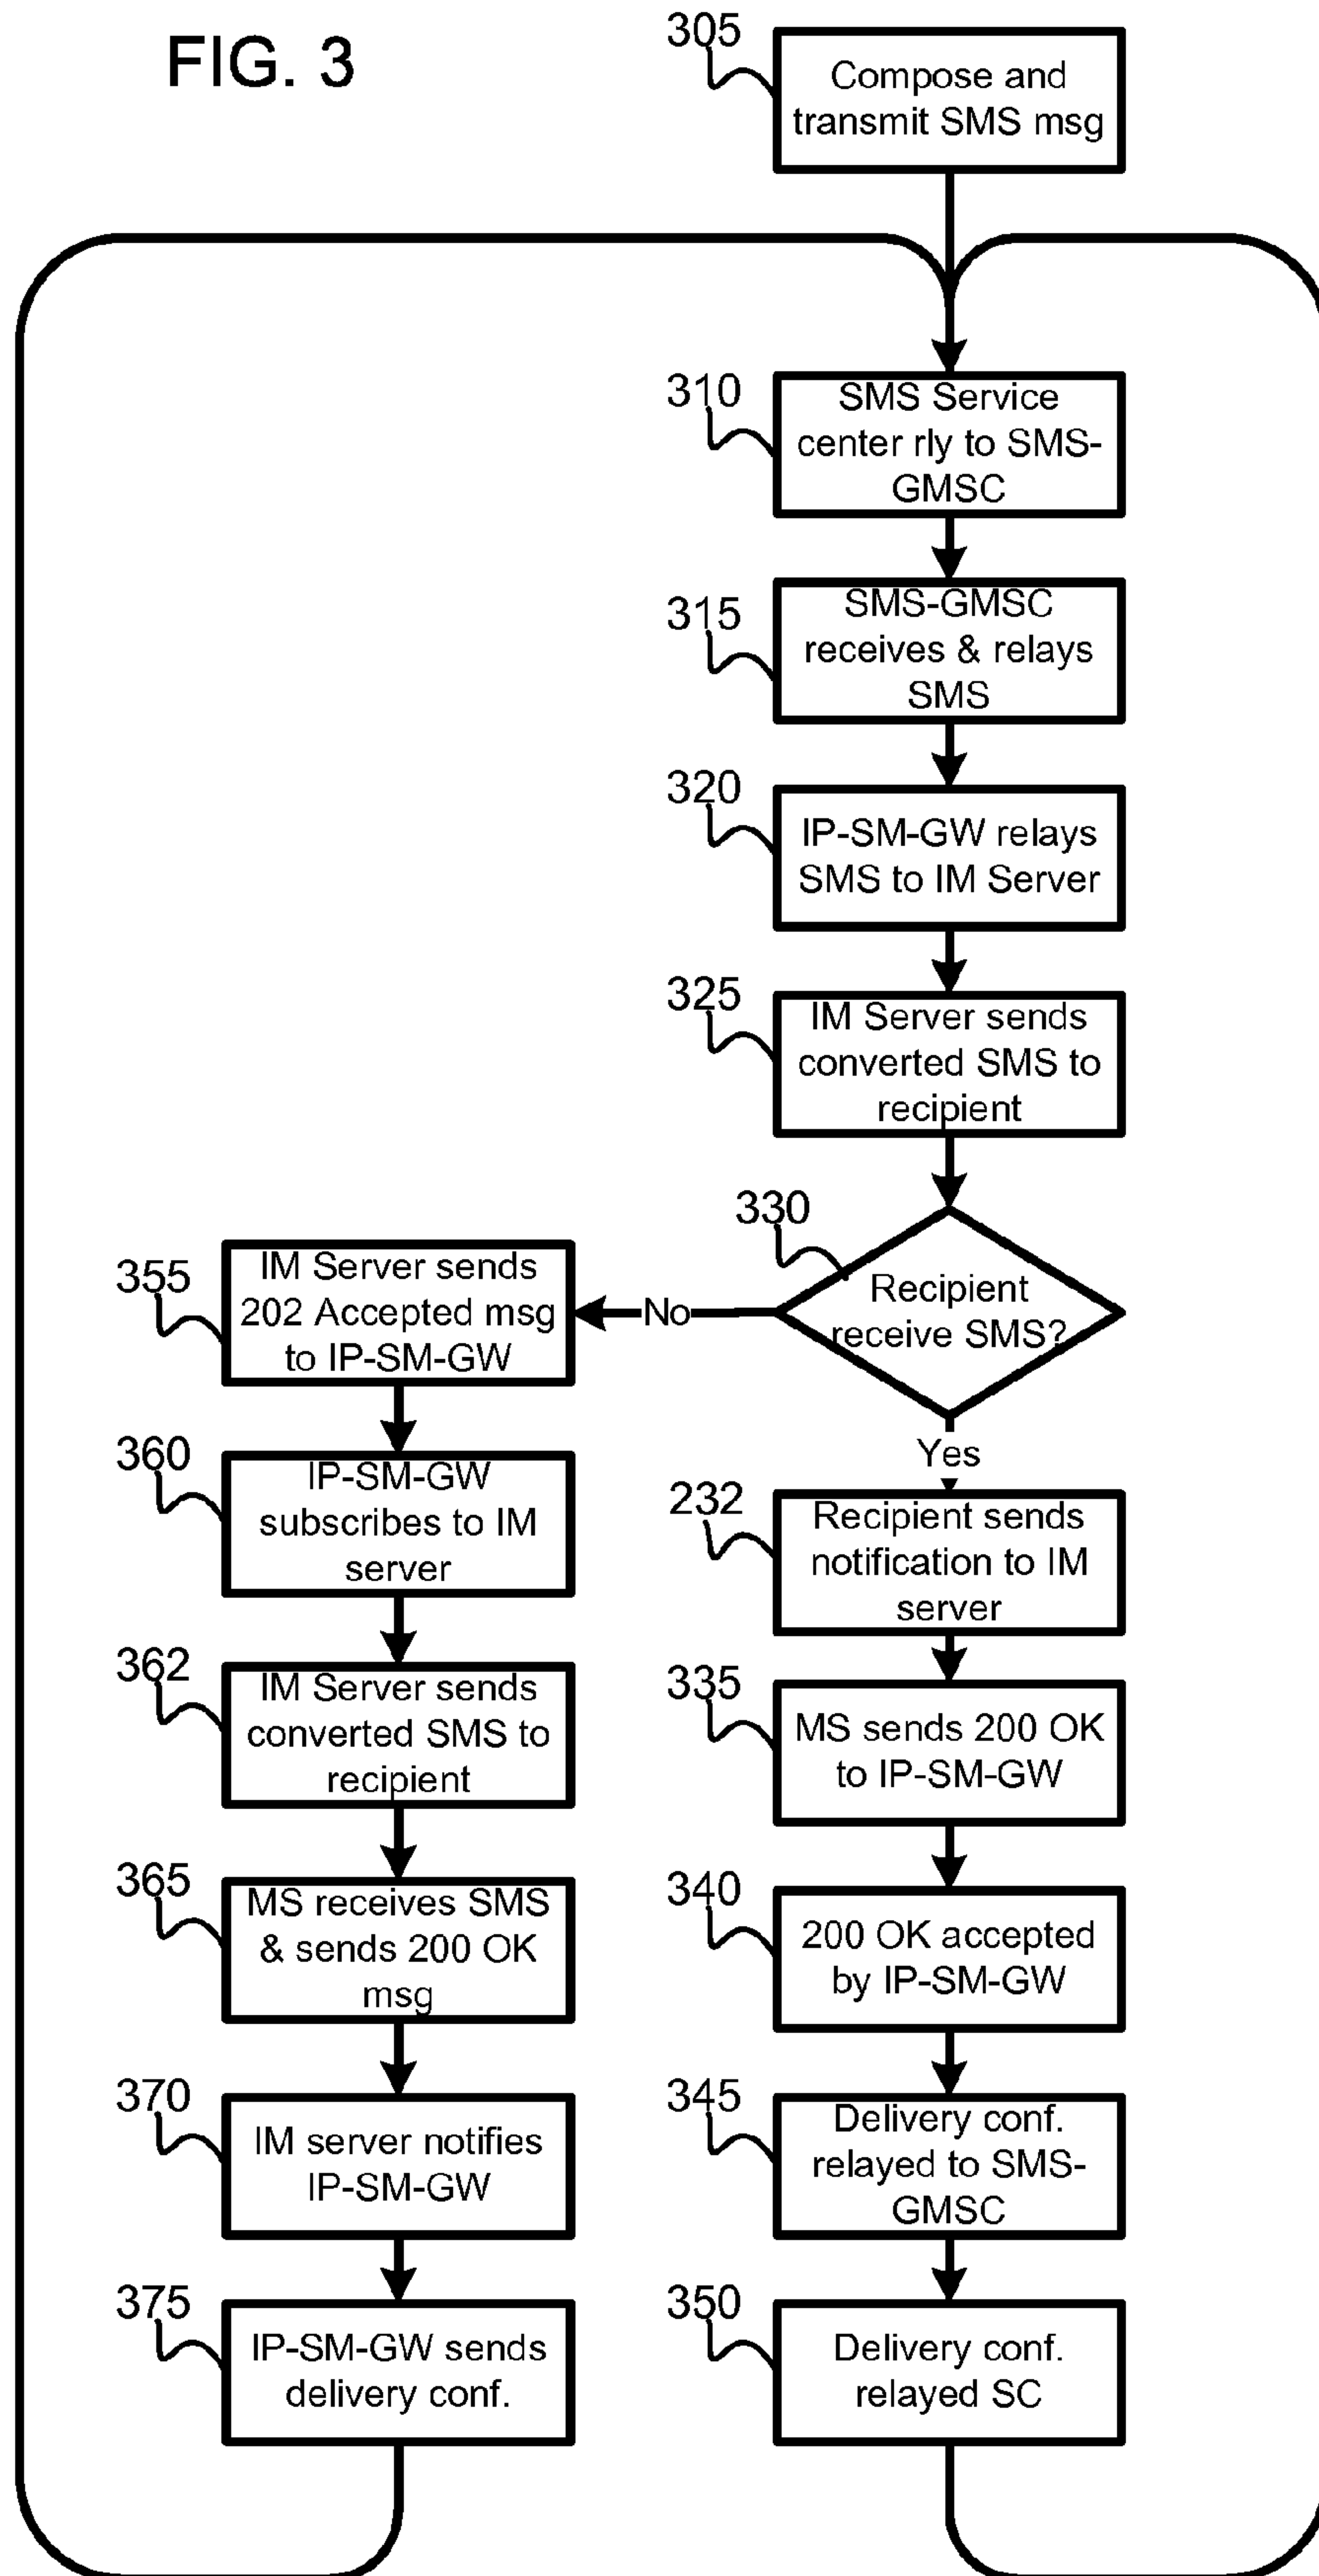 FIG. 3
305
Compose and
transmit SMS msg
310
SMS Service
center rly to SMS-
GMSC
315
SMS-GMSC
receives & relays
SMS
320
IP-SM-GW relays
SMS to IM Server
325
IM Server sends
converted SMS to
recipient
330
Recipient
receive SMS?
No
Yes
355
IM Server sends
202 Accepted msg
to IP-SM-GW
360
IP-SM-GW
subscribes to IM
server
362
IM Server sends
converted SMS to
recipient
365
MS receives SMS
& sends 200 OK
msg
370
IM server notifies
IP-SM-GW
375
IP-SM-GW sends
delivery conf.
232
Recipient sends
notification to IM
server
335
MS sends 200 OK
to IP-SM-GW
340
200 OK accepted
by IP-SM-GW
345
Delivery conf.
relayed to SMS-
GMSC
350
Delivery conf.
relayed SC